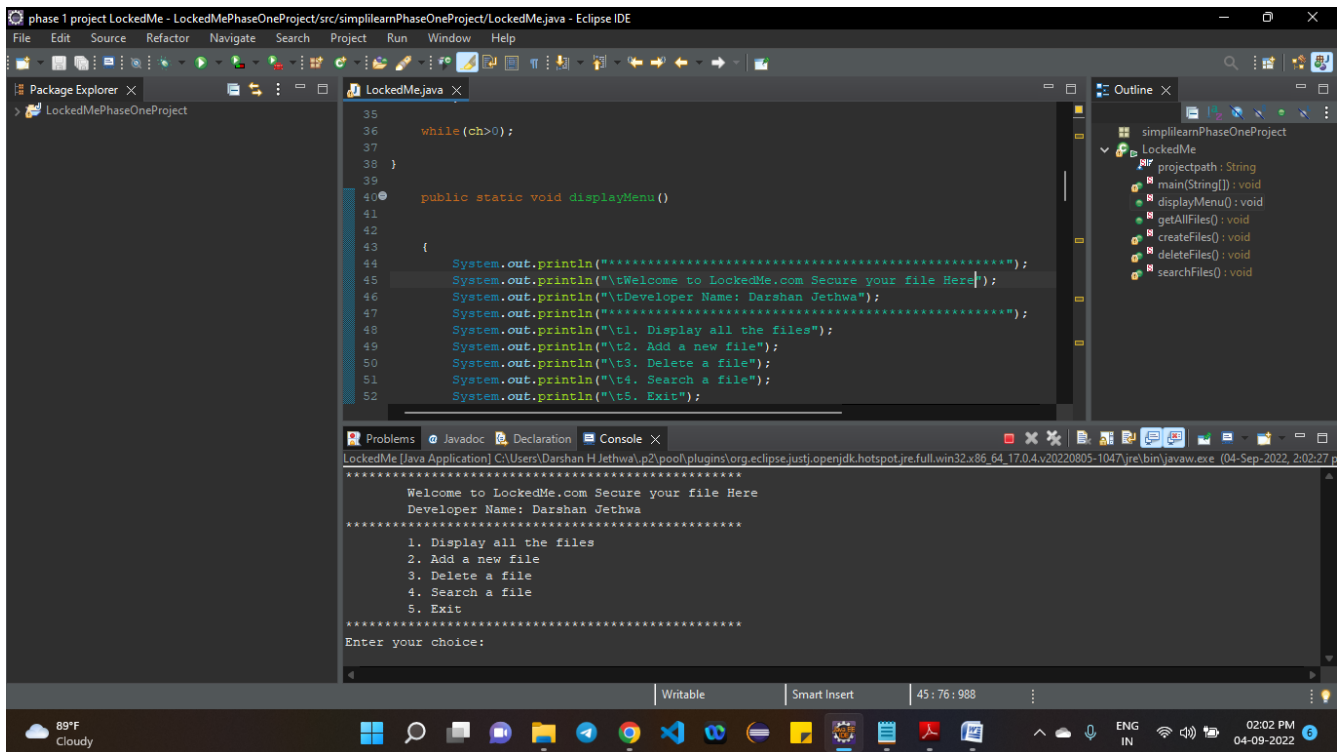 phase 1 project LockedMe - LockedMePhaseOneProject/src/simplilearnPhaseOneProject/LockedMe.java - Eclipse IDE
File Edit Source Refactor Navigate Search Project Run Window Help
Package Explorer
LockedMePhaseOneProject
LockedMe.java
35
36 while(ch>0);
37
38 }
39
40 public static void displayMenu()
41
42
43 {
44 System.out.println("***************************************************");
45 System.out.println("\tWelcome to LockedMe.com Secure your file Here");
46 System.out.println("\tDeveloper Name: Darshan Jethwa");
47 System.out.println("***************************************************");
48 System.out.println("\t1. Display all the files");
49 System.out.println("\t2. Add a new file");
50 System.out.println("\t3. Delete a file");
51 System.out.println("\t4. Search a file");
52 System.out.println("\t5. Exit");
Outline
simplilearnPhaseOneProject
LockedMe
projectpath : String
main(String[]) : void
displayMenu() : void
getAllFiles() : void
createFiles() : void
deleteFiles() : void
searchFiles() : void
Problems Javadoc Declaration Console
LockedMe [Java Application] C:\Users\Darshan H Jethwa\.p2\pool\plugins\org.eclipse.justj.openjdk.hotspot.jre.full.win32.x86_64_17.0.4.v20220805-1047\jre\bin\javaw.exe (04-Sep-2022, 2:02:27 p
***************************************************
Welcome to LockedMe.com Secure your file Here
Developer Name: Darshan Jethwa
***************************************************
1. Display all the files
2. Add a new file
3. Delete a file
4. Search a file
5. Exit
***************************************************
Enter your choice:
Writable Smart Insert 45 : 76 : 988
89°F
Cloudy
ENG
IN
02:02 PM
04-09-2022
6